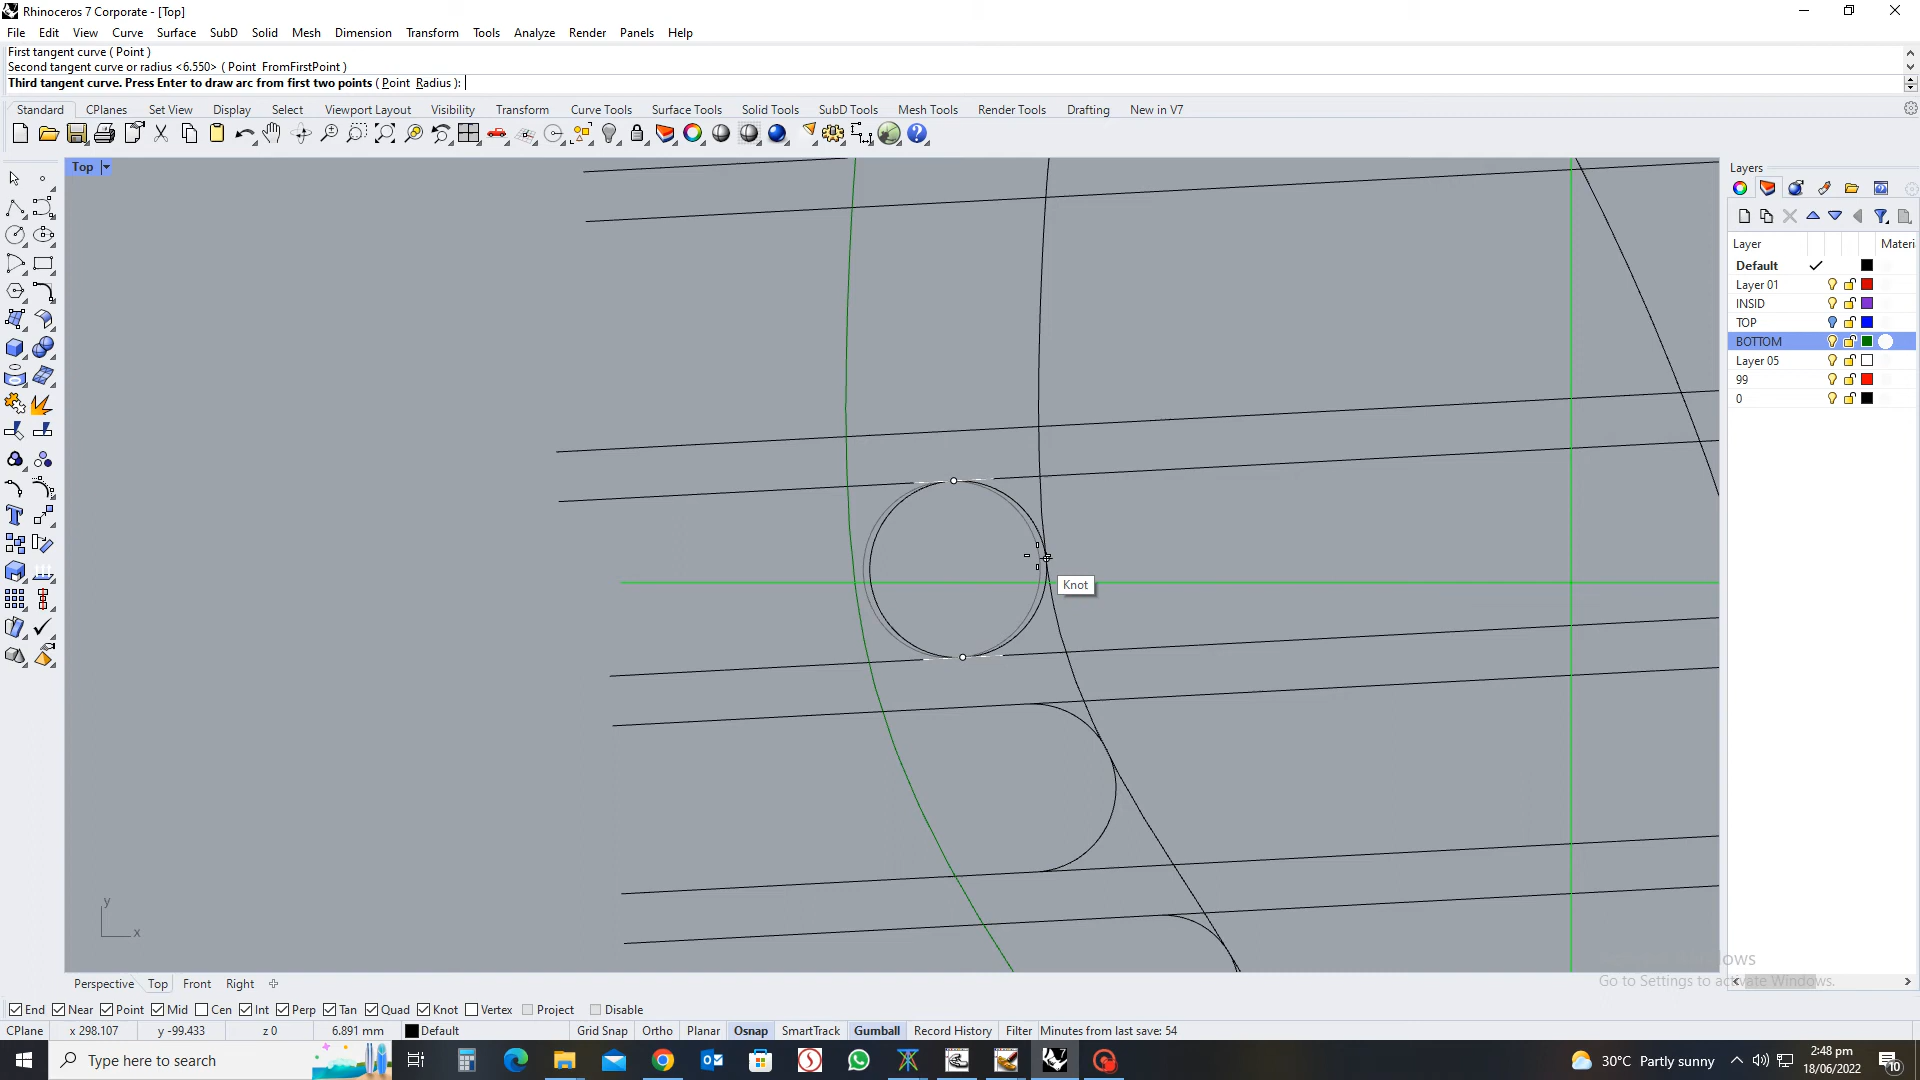 Rhinoceros 7 Corporate - [Top]
File Edit View Curve Surface SubD Solid Mesh Dimension Transform Tools Analyze Render Panels Help
First tangent curve ( Point )
Second tangent curve or radius <6.550> ( Point FromFirstPoint )
Third tangent curve. Press Enter to draw arc from first two points ( Point Radius ):
Standard CPlanes Set View Display Select Viewport Layout Visibility Transform Curve Tools Surface Tools Solid Tools SubD Tools Mesh Tools Render Tools Drafting New in V7
Top
Layers
Layer Materi
Default
Layer 01
INSID
TOP
BOTTOM
Layer 05
99
0
Knot
y
x
Go to Settings to activate Windows.
Perspective Top Front Right
End Near Point Mid Cen Int Perp Tan Quad Knot Vertex Project Disable
CPlane x 298.107 y -99.433 z 0 6.891 mm Default Grid Snap Ortho Planar Osnap SmartTrack Gumball Record History Filter Minutes from last save: 54
Type here to search
30°C Partly sunny
2:48 pm
18/06/2022
10